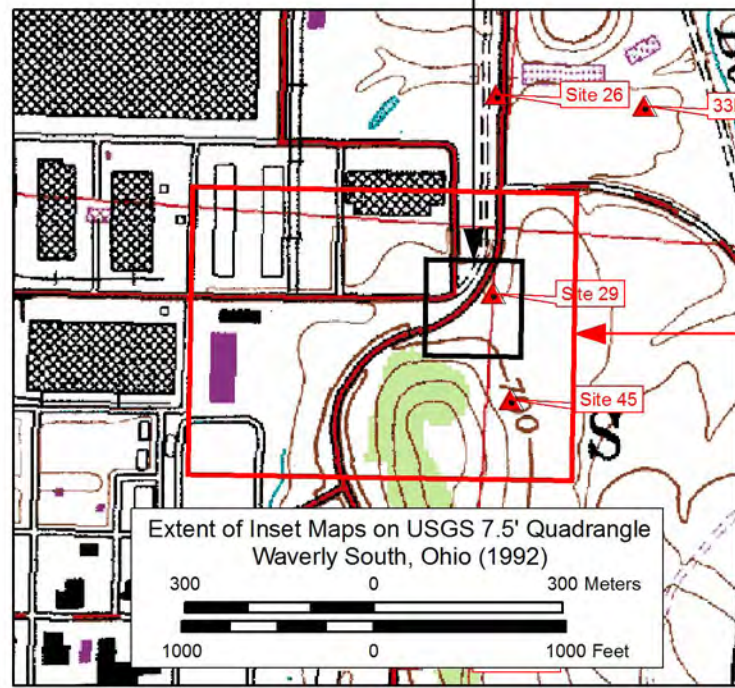 Site 26
Site 29
Site 45
700
S
Extent of Inset Maps on USGS 7.5' Quadrangle
Waverly South, Ohio (1992)
300 0 300 Meters
1000 0 1000 Feet